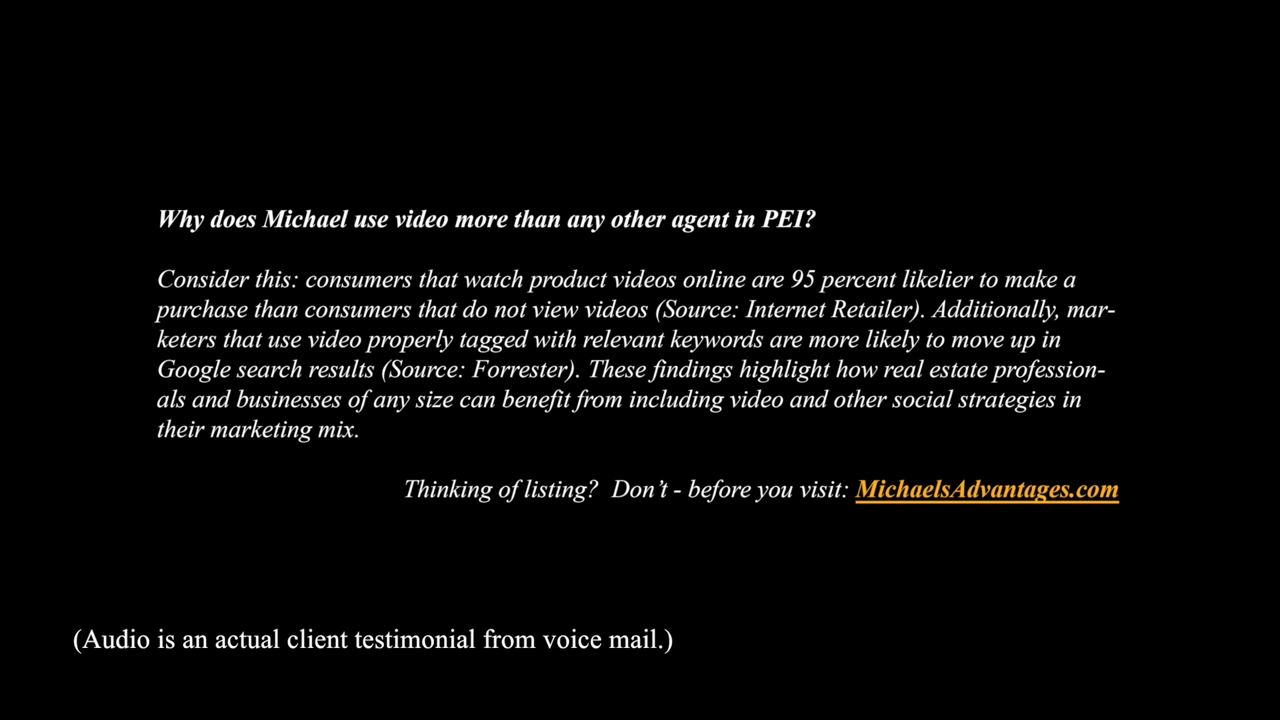 Why does Michael use video more than any other agent in PEI?
Consider this: consumers that watch product videos online are 95 percent likelier to make a
purchase than consumers that do not view videos (Source: Internet Retailer). Additionally, mar-
keters that use video properly tagged with relevant keywords are more likely to move up in
Google search results (Source: Forrester). These findings highlight how real estate profession-
als and businesses of any size can benefit from including video and other social strategies in
their marketing mix.
Thinking of listing?  Don’t - before you visit: MichaelsAdvantages.com
(Audio is an actual client testimonial from voice mail.)